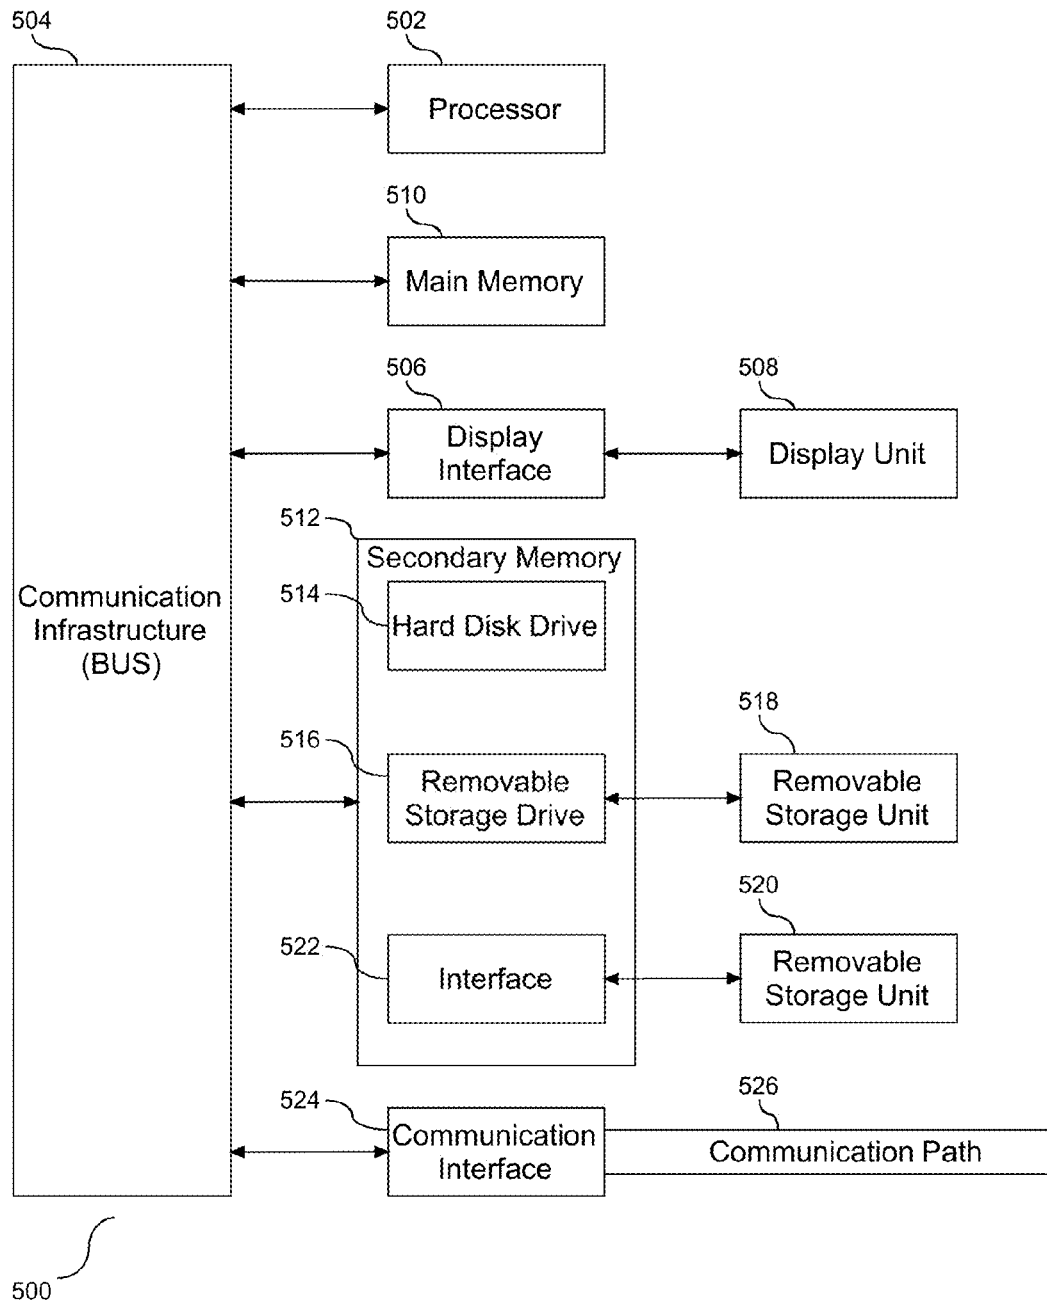 504
502
Processor
510
Main Memory
506
508
Display
Interface
Display Unit
512
Secondary Memory
514
Hard Disk Drive
Communication
Infrastructure
(BUS)
516
518
Removable
Storage Drive
Removable
Storage Unit
520
522
Interface
Removable
Storage Unit
524
526
Communication
Interface
Communication Path
500